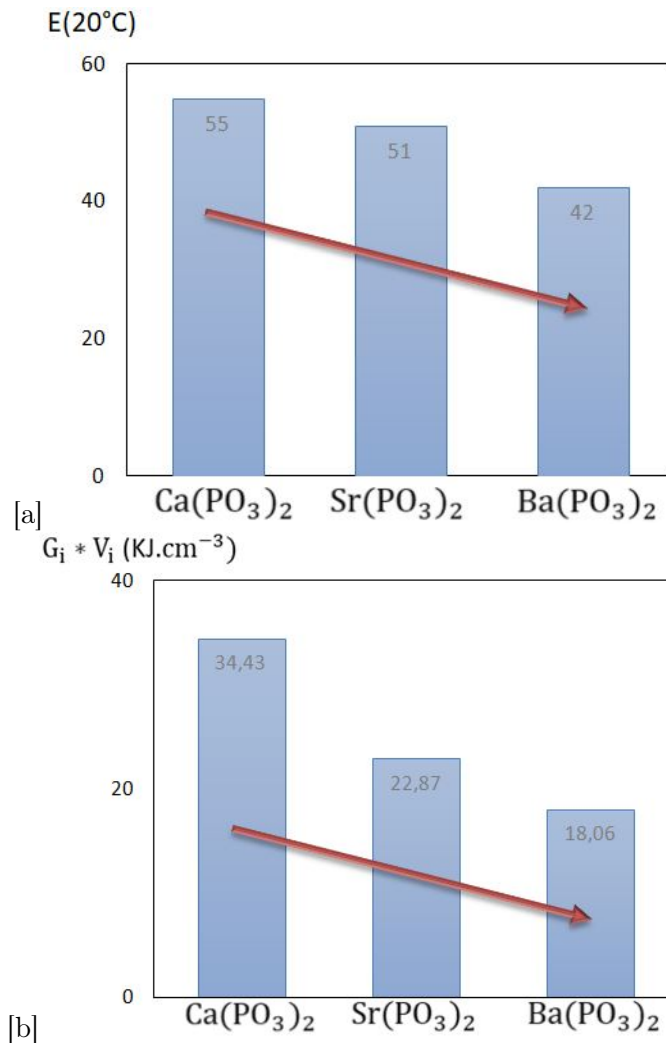 E(20°C)
60
55
51
42
40
20
0
Ca(PO₃)₂ Sr(PO₃)₂ Ba(PO₃)₂
[a]
Gᵢ ∗ Vᵢ (KJ.cm⁻³)
40
34,43
22,87
18,06
20
0
Ca(PO₃)₂ Sr(PO₃)₂ Ba(PO₃)₂
[b]